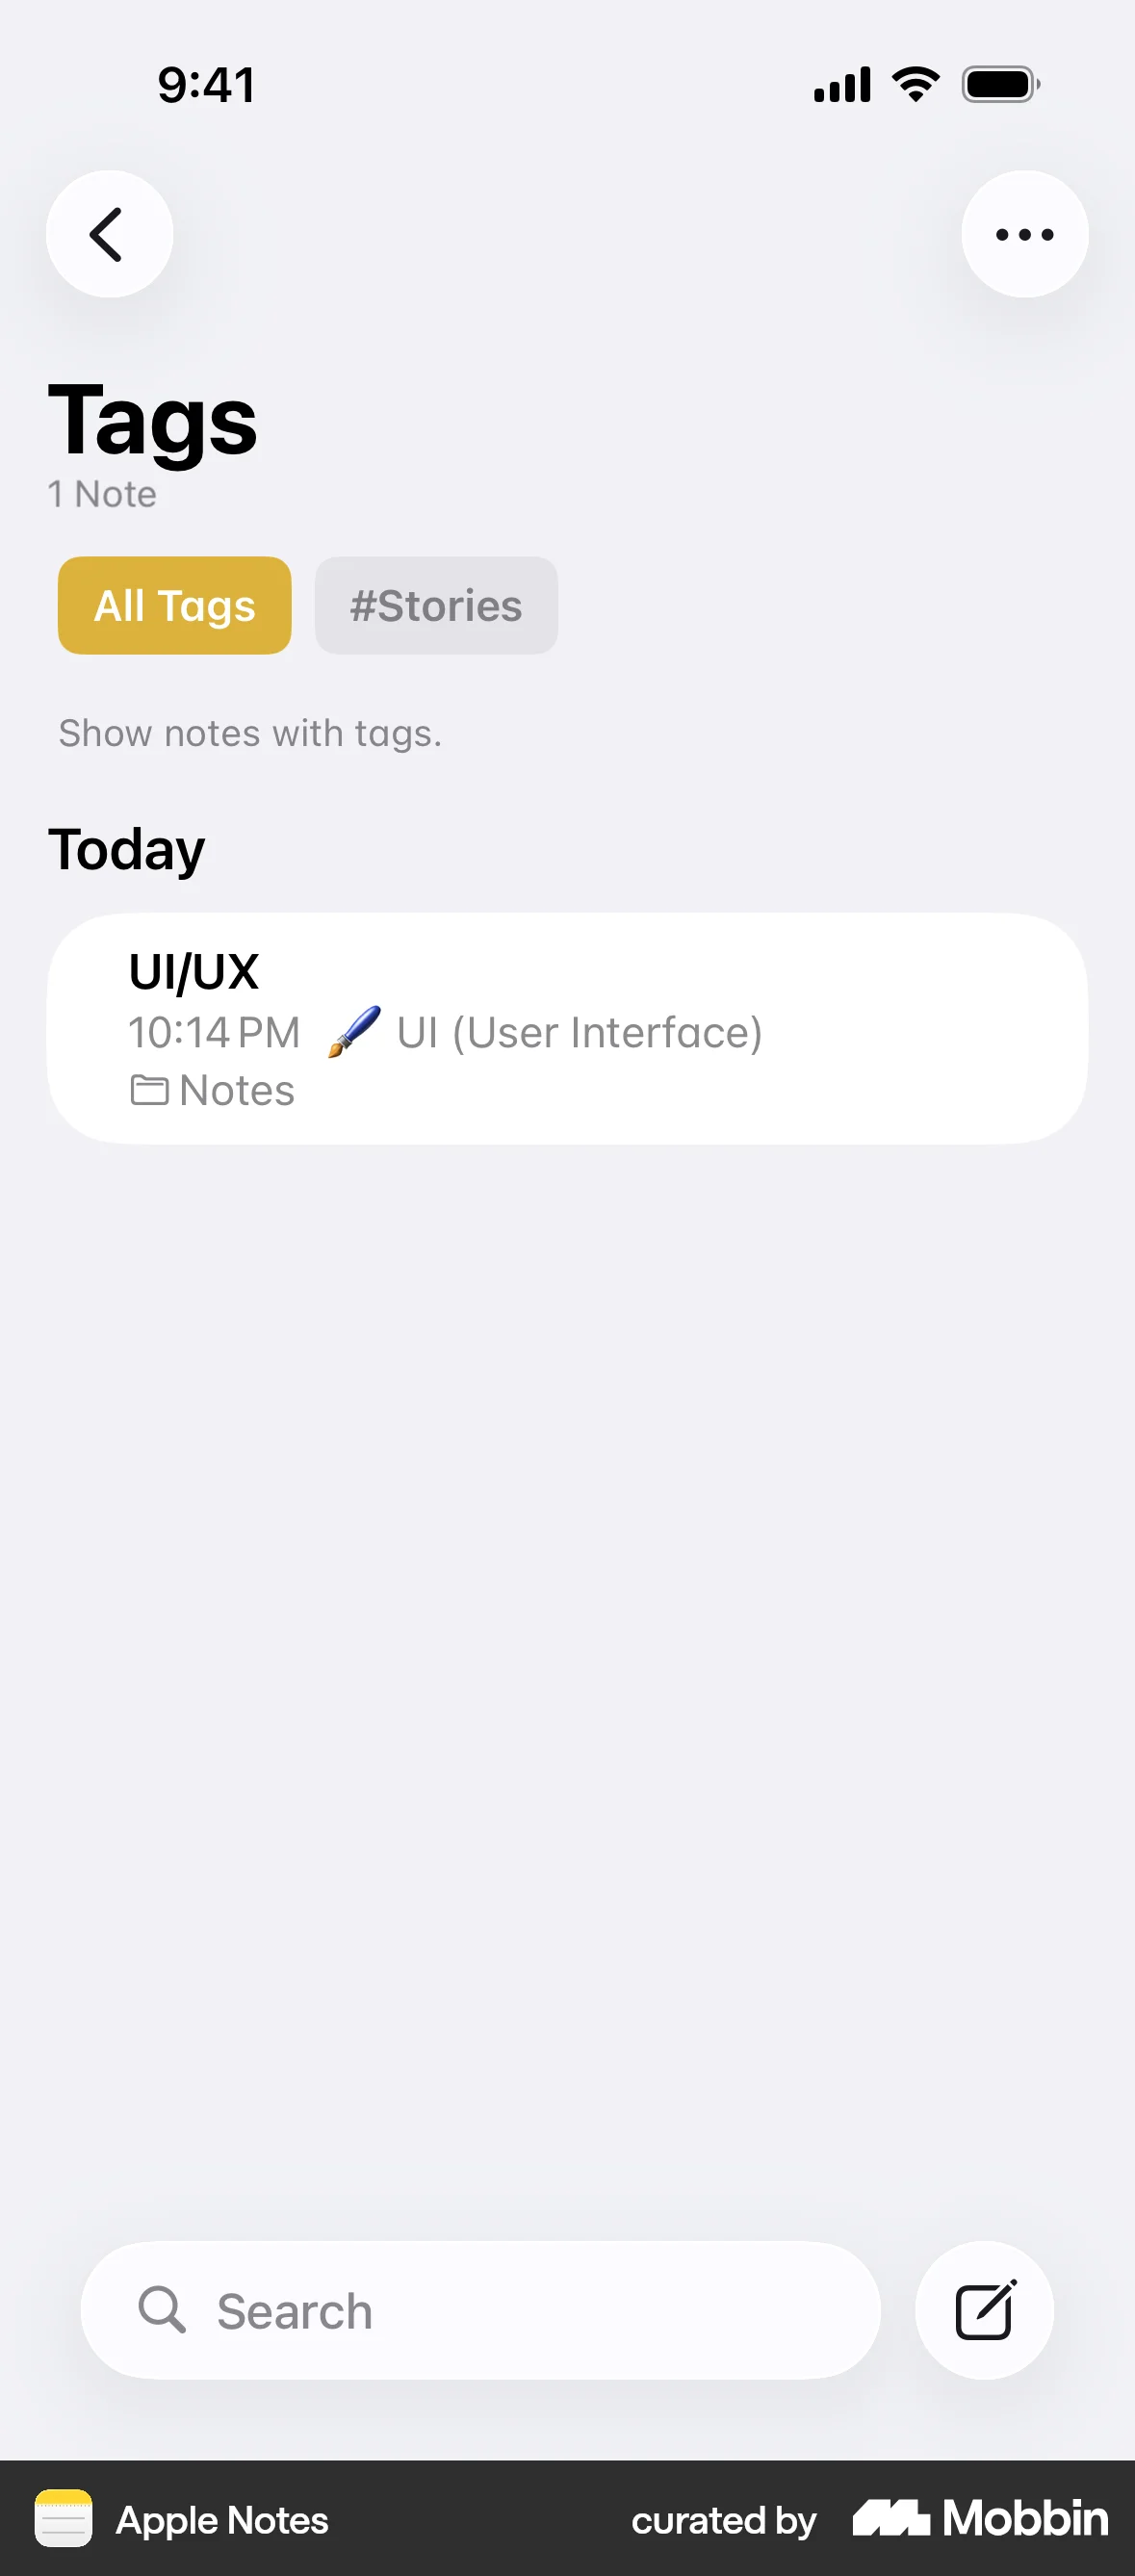 9:41
Tags
1 Note
All Tags #Stories
Show notes with tags.
Today
UI/UX
10:14 PM 🖌️ UI (User Interface)
Notes
Search
Apple Notes curated by Mobbin